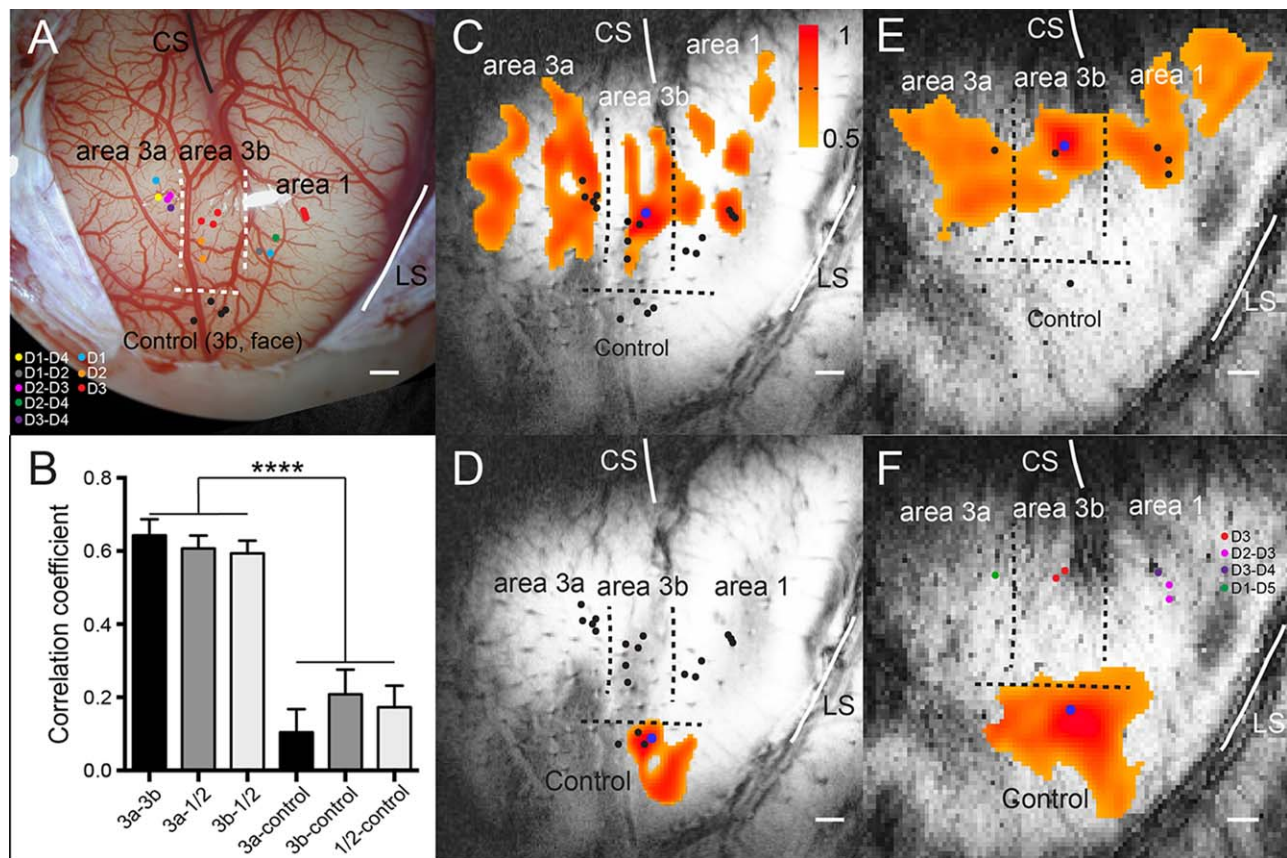 A
CS
area 3a
area 3b
area 1
LS
Control (3b, face)
D1-D4
D1
D1-D2
D2
D2-D3
D3
D2-D4
D3-D4
B
****
Correlation coefficient
0.8
0.6
0.4
0.2
0.0
3a-3b
3a-1/2
3b-1/2
3a-control
3b-control
1/2-control
C
CS
area 1
1
area 3a
area 3b
0.5
LS
Control
D
CS
area 3a
area 3b
area 1
LS
Control
E
CS
area 3a
area 3b
area 1
LS
Control
F
CS
area 3a
area 3b
area 1
D3
D2-D3
D3-D4
D1-D5
LS
Control